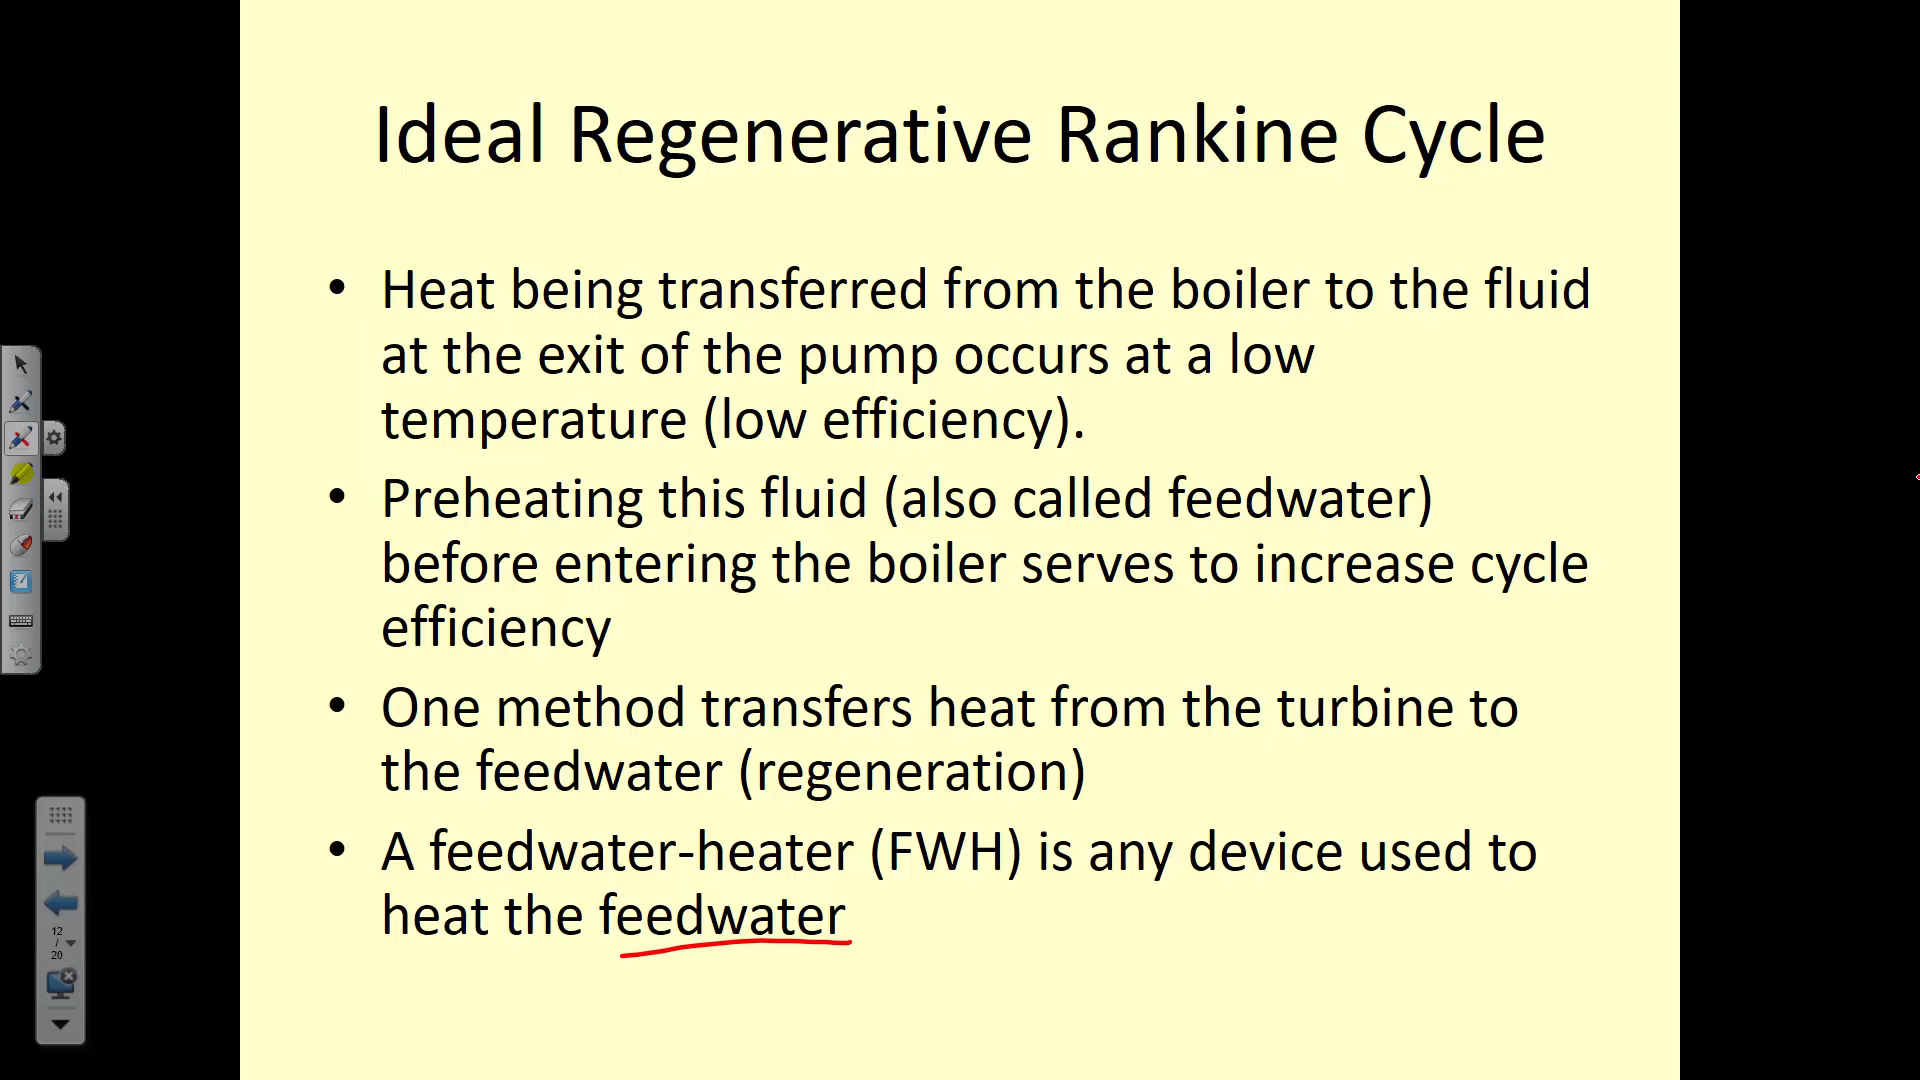 Ideal Regenerative Rankine Cycle
• Heat being transferred from the boiler to the fluid
at the exit of the pump occurs at a low
temperature (low efficiency).
• Preheating this fluid (also called feedwater)
before entering the boiler serves to increase cycle
efficiency
• One method transfers heat from the turbine to
the feedwater (regeneration)
• A feedwater-heater (FWH) is any device used to
heat the feedwater
12
/
20